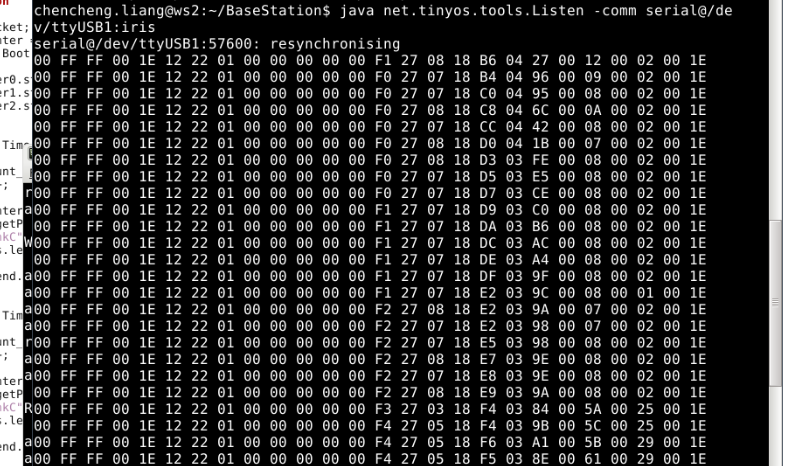 chencheng.liang@ws2:~/BaseStation$ java net.tinyos.tools.Listen -comm serial@/de
v/ttyUSB1:iris
serial@/dev/ttyUSB1:57600: resynchronising
00 FF FF 00 1E 12 22 01 00 00 00 00 00 F1 27 08 18 B6 04 27 00 12 00 02 00 1E
00 FF FF 00 1E 12 22 01 00 00 00 00 00 F0 27 07 18 B4 04 96 00 09 00 02 00 1E
00 FF FF 00 1E 12 22 01 00 00 00 00 00 F0 27 07 18 C0 04 95 00 08 00 02 00 1E
00 FF FF 00 1E 12 22 01 00 00 00 00 00 F0 27 08 18 C8 04 6C 00 0A 00 02 00 1E
00 FF FF 00 1E 12 22 01 00 00 00 00 00 F0 27 07 18 CC 04 42 00 08 00 02 00 1E
00 FF FF 00 1E 12 22 01 00 00 00 00 00 F0 27 08 18 D0 04 1B 00 07 00 02 00 1E
00 FF FF 00 1E 12 22 01 00 00 00 00 00 F0 27 08 18 D3 03 FE 00 08 00 02 00 1E
00 FF FF 00 1E 12 22 01 00 00 00 00 00 F0 27 07 18 D5 03 E5 00 08 00 02 00 1E
00 FF FF 00 1E 12 22 01 00 00 00 00 00 F0 27 07 18 D7 03 CE 00 08 00 02 00 1E
00 FF FF 00 1E 12 22 01 00 00 00 00 00 F1 27 07 18 D9 03 C0 00 08 00 02 00 1E
00 FF FF 00 1E 12 22 01 00 00 00 00 00 F1 27 07 18 DA 03 B6 00 08 00 02 00 1E
00 FF FF 00 1E 12 22 01 00 00 00 00 00 F1 27 07 18 DC 03 AC 00 08 00 02 00 1E
00 FF FF 00 1E 12 22 01 00 00 00 00 00 F1 27 07 18 DE 03 A4 00 08 00 02 00 1E
00 FF FF 00 1E 12 22 01 00 00 00 00 00 F1 27 07 18 DF 03 9F 00 08 00 02 00 1E
00 FF FF 00 1E 12 22 01 00 00 00 00 00 F1 27 07 18 E2 03 9C 00 08 00 01 00 1E
00 FF FF 00 1E 12 22 01 00 00 00 00 00 F2 27 08 18 E2 03 9A 00 07 00 02 00 1E
00 FF FF 00 1E 12 22 01 00 00 00 00 00 F2 27 07 18 E2 03 98 00 07 00 02 00 1E
00 FF FF 00 1E 12 22 01 00 00 00 00 00 F2 27 07 18 E5 03 98 00 08 00 02 00 1E
00 FF FF 00 1E 12 22 01 00 00 00 00 00 F2 27 08 18 E7 03 9E 00 08 00 02 00 1E
00 FF FF 00 1E 12 22 01 00 00 00 00 00 F2 27 07 18 E8 03 9E 00 08 00 02 00 1E
00 FF FF 00 1E 12 22 01 00 00 00 00 00 F2 27 08 18 E9 03 9A 00 08 00 02 00 1E
00 FF FF 00 1E 12 22 01 00 00 00 00 00 F3 27 03 18 F4 03 84 00 5A 00 25 00 1E
00 FF FF 00 1E 12 22 01 00 00 00 00 00 F4 27 05 18 F4 03 9B 00 5C 00 25 00 1E
00 FF FF 00 1E 12 22 01 00 00 00 00 00 F4 27 05 18 F6 03 A1 00 5B 00 29 00 1E
00 FF FF 00 1E 12 22 01 00 00 00 00 00 F4 27 05 18 F5 03 8E 00 61 00 29 00 1E